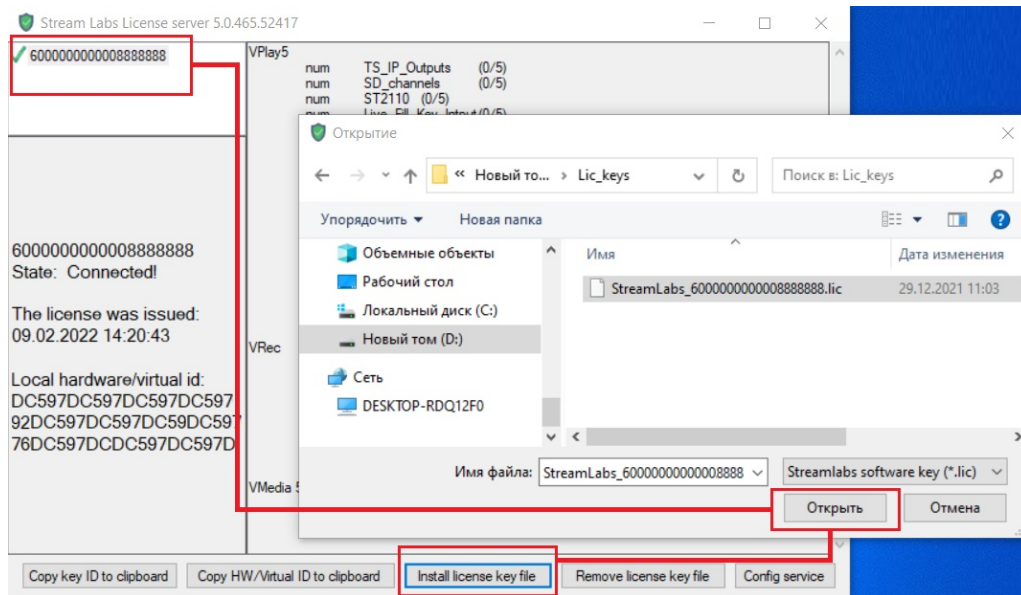 Stream Labs License server 5.0.465.52417
6000000000008888888
VPlay5
num TS_IP_Outputs (0/5)
num SD_channels (0/5)
num ST2110 (0/5)
num Live_Fill_Key_Intput (0/5)
6000000000008888888
State: Connected!
The license was issued:
09.02.2022 14:20:43
Local hardware/virtual id:
DC597DC597DC597DC597
92DC597DC597DC59DC597
76DC597DCDC597DC597D
VRec
VMedia 5
Открытие
« Новый то... › Lic_keys
Поиск в: Lic_keys
Упорядочить
Новая папка
Объемные объекты
Рабочий стол
Локальный диск (C:)
Новый том (D:)
Сеть
DESKTOP-RDQ12F0
Имя
Дата изменения
StreamLabs_6000000000008888888.lic
29.12.2021 11:03
Имя файла:
StreamLabs_60000000000008888
Streamlabs software key (*.lic)
Открыть
Отмена
Copy key ID to clipboard
Copy HW/Virtual ID to clipboard
Install license key file
Remove license key file
Config service